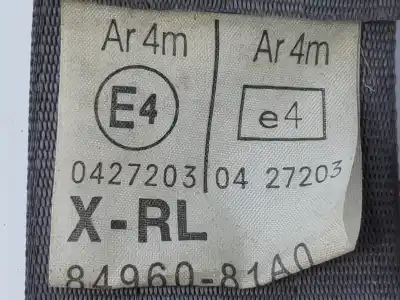 Ar 4m Ar 4m
E4 e4
0427203 04 27203
X-RL
84960-81A0